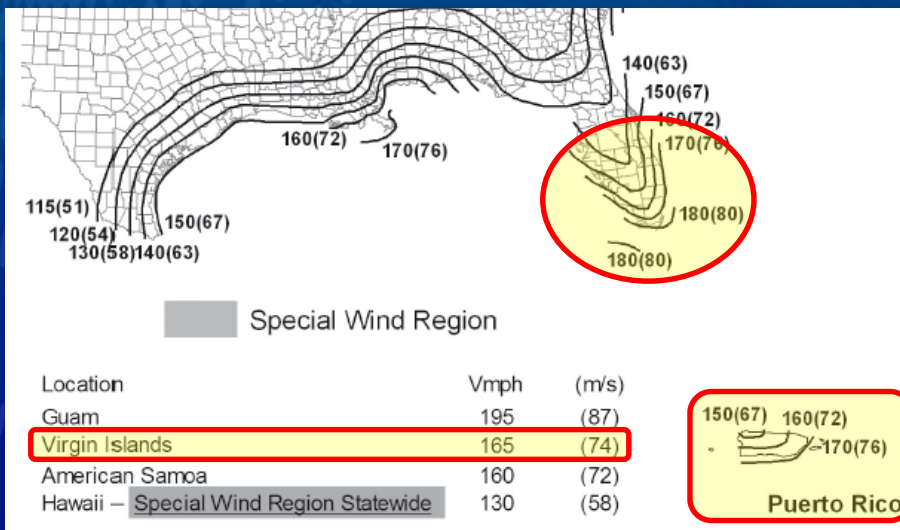 140(63)
150(67)
160(72)
170(76)
160(72)
170(76)
115(51)
120(54)
130(58)
140(63)
150(67)
180(80)
180(80)
Special Wind Region
Location Vmph (m/s)
Guam 195 (87)
Virgin Islands 165 (74)
American Samoa 160 (72)
Hawaii – Special Wind Region Statewide 130 (58)
150(67) 160(72)
170(76)
Puerto Rico